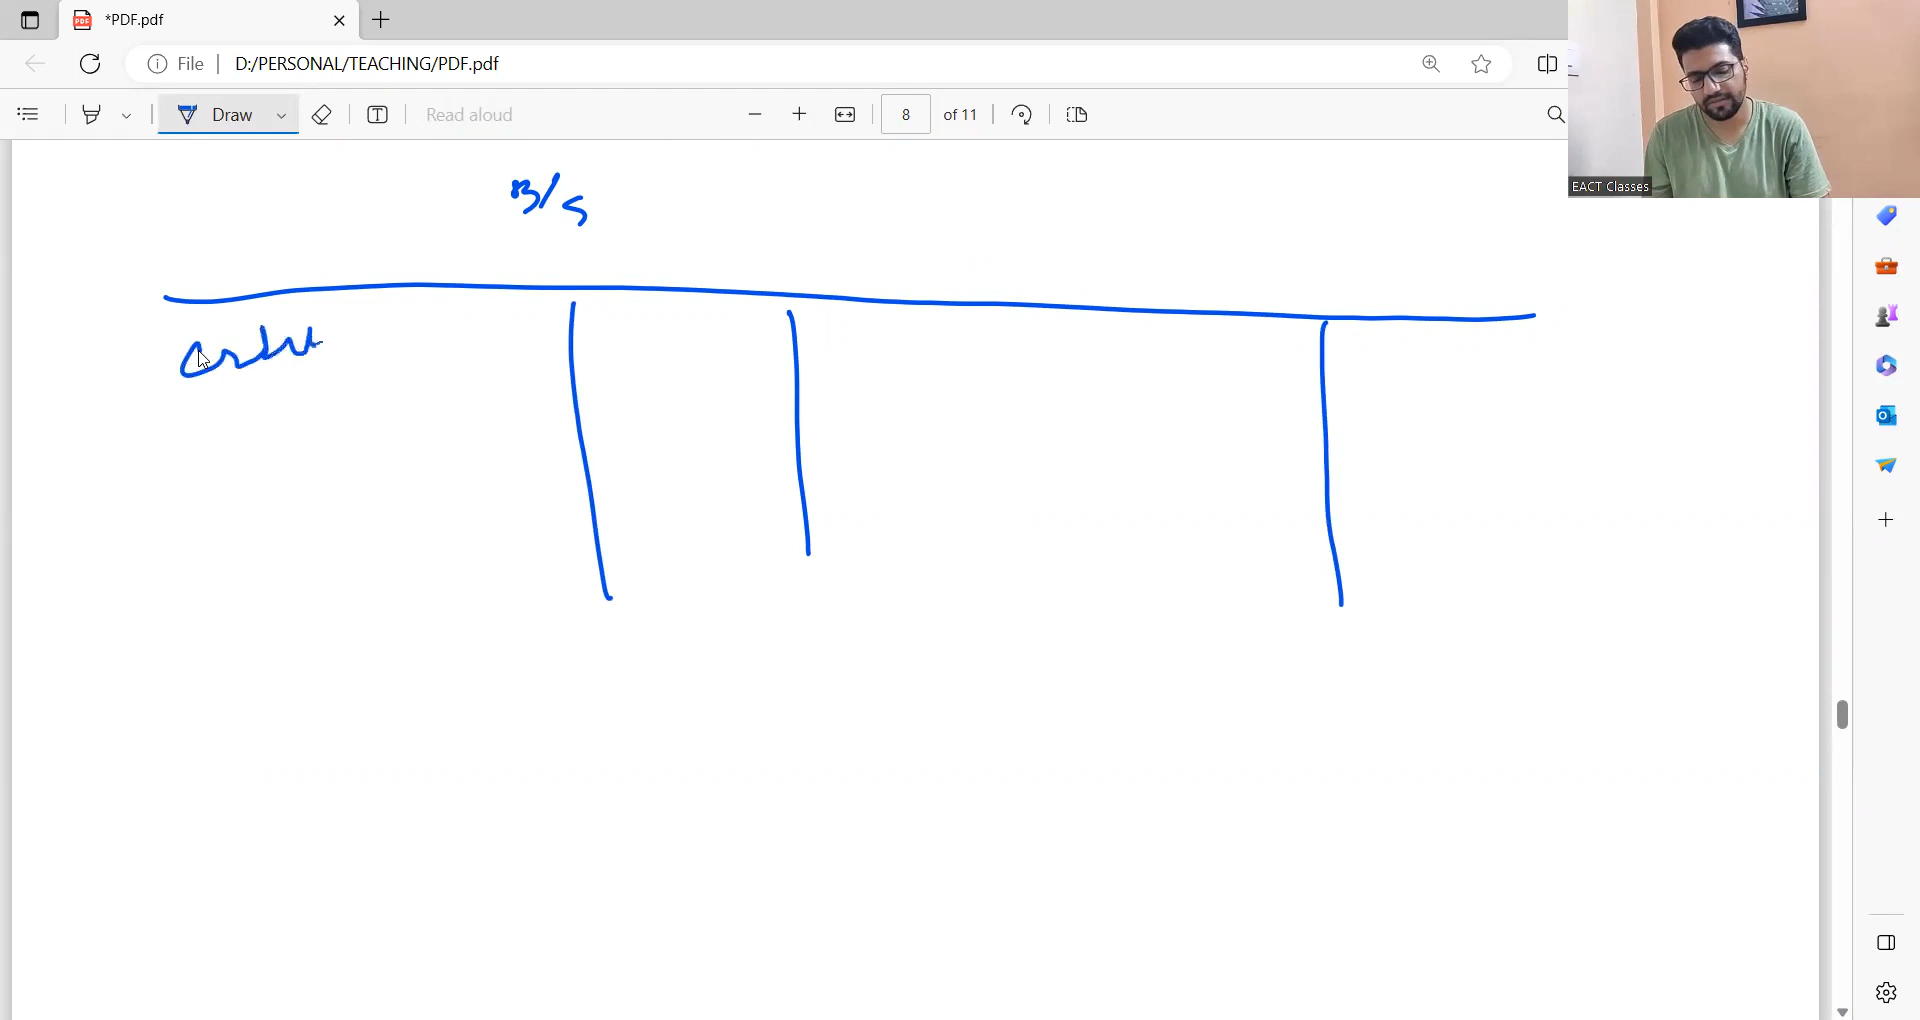 *PDF.pdf
File
D:/PERSONAL/TEACHING/PDF.pdf
Draw
Read aloud
8 of 11
EACT Classes
B/S